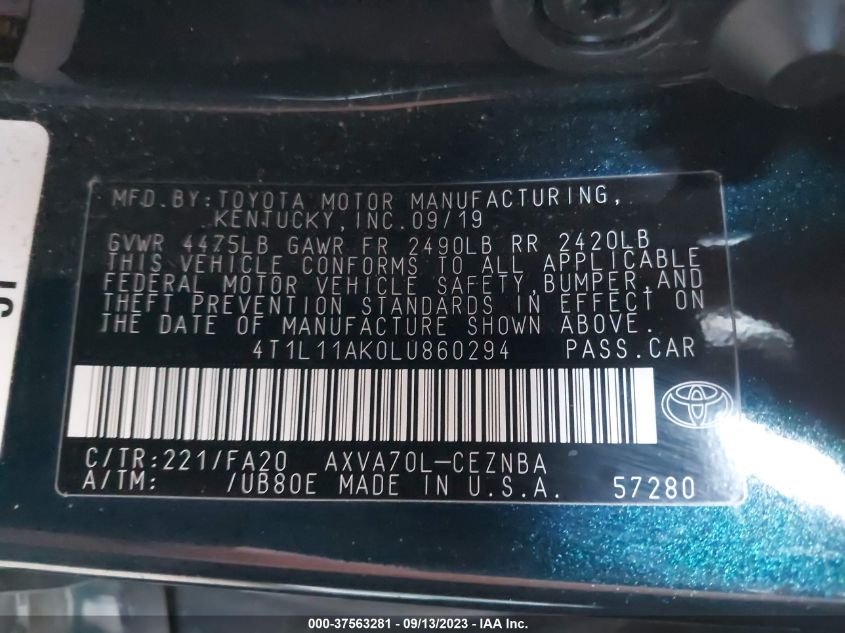 MFD.BY:TOYOTA MOTOR MANUFACTURING,
KENTUCKY,INC.09/19
GVWR 4475LB GAWR FR 2490LB RR 2420LB
THIS VEHICLE CONFORMS TO ALL APPLICABLE
FEDERAL MOTOR VEHICLE SAFETY,BUMPER,AND
THEFT PREVENTION STANDARDS IN EFFECT ON
THE DATE OF MANUFACTURE SHOWN ABOVE.
4T1L11AK0LU860294 PASS.CAR
C/TR:221/FA20 AXVA70L-CEZNBA
A/TM: /UB80E MADE IN U.S.A. 57280
000-37563281 - 09/13/2023 - IAA Inc.